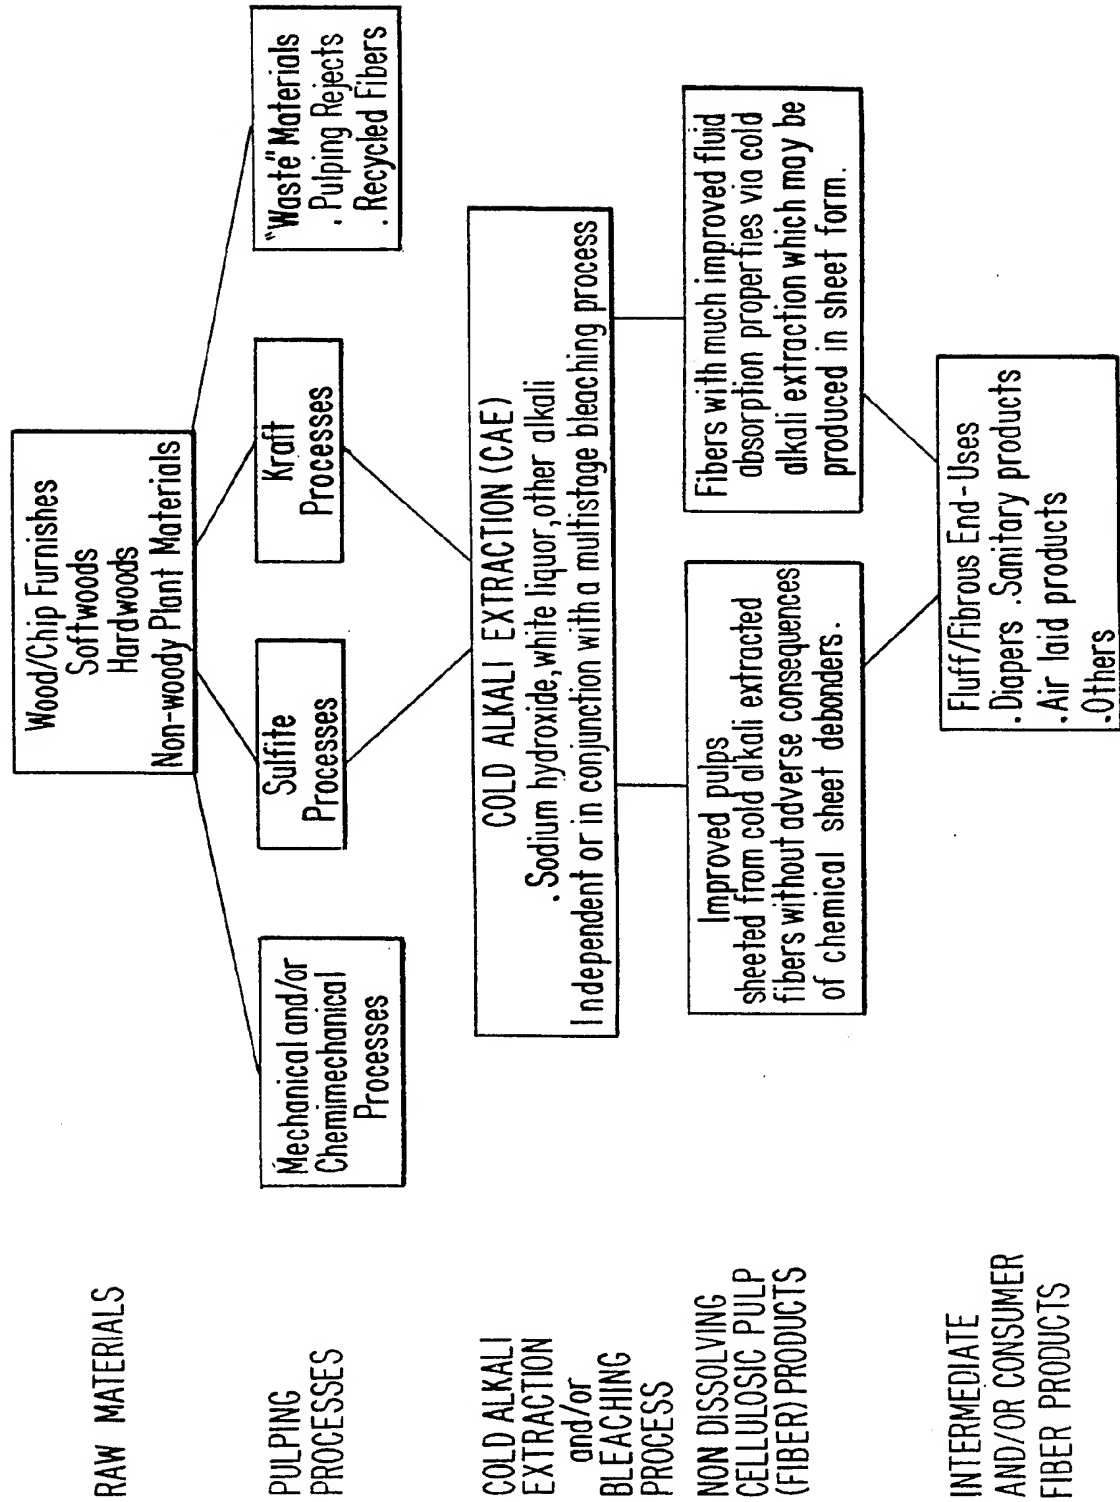 RAW MATERIALS
Wood/Chip Furnishes
Softwoods
Hardwoods
Non-woody Plant Materials
PULPING
PROCESSES
Mechanical and/or
Chemimechanical
Processes
Sulfite
Processes
Kraft
Processes
"Waste" Materials
. Pulping Rejects
. Recycled Fibers
COLD ALKALI
EXTRACTION
and/or
BLEACHING
PROCESS
COLD ALKALI EXTRACTION (CAE)
. Sodium hydroxide, white liquor, other alkali
Independent or in conjunction with a multistage bleaching process
NON DISSOLVING
CELLULOSIC PULP
(FIBER) PRODUCTS
Improved pulps
sheeted from cold alkali extracted
fibers without adverse consequences
of chemical sheet debonders.
Fibers with much improved fluid
absorption properties via cold
alkali extraction which may be
produced in sheet form.
INTERMEDIATE
AND/OR CONSUMER
FIBER PRODUCTS
Fluff/Fibrous End-Uses
. Diapers . Sanitary products
. Air laid products
. Others